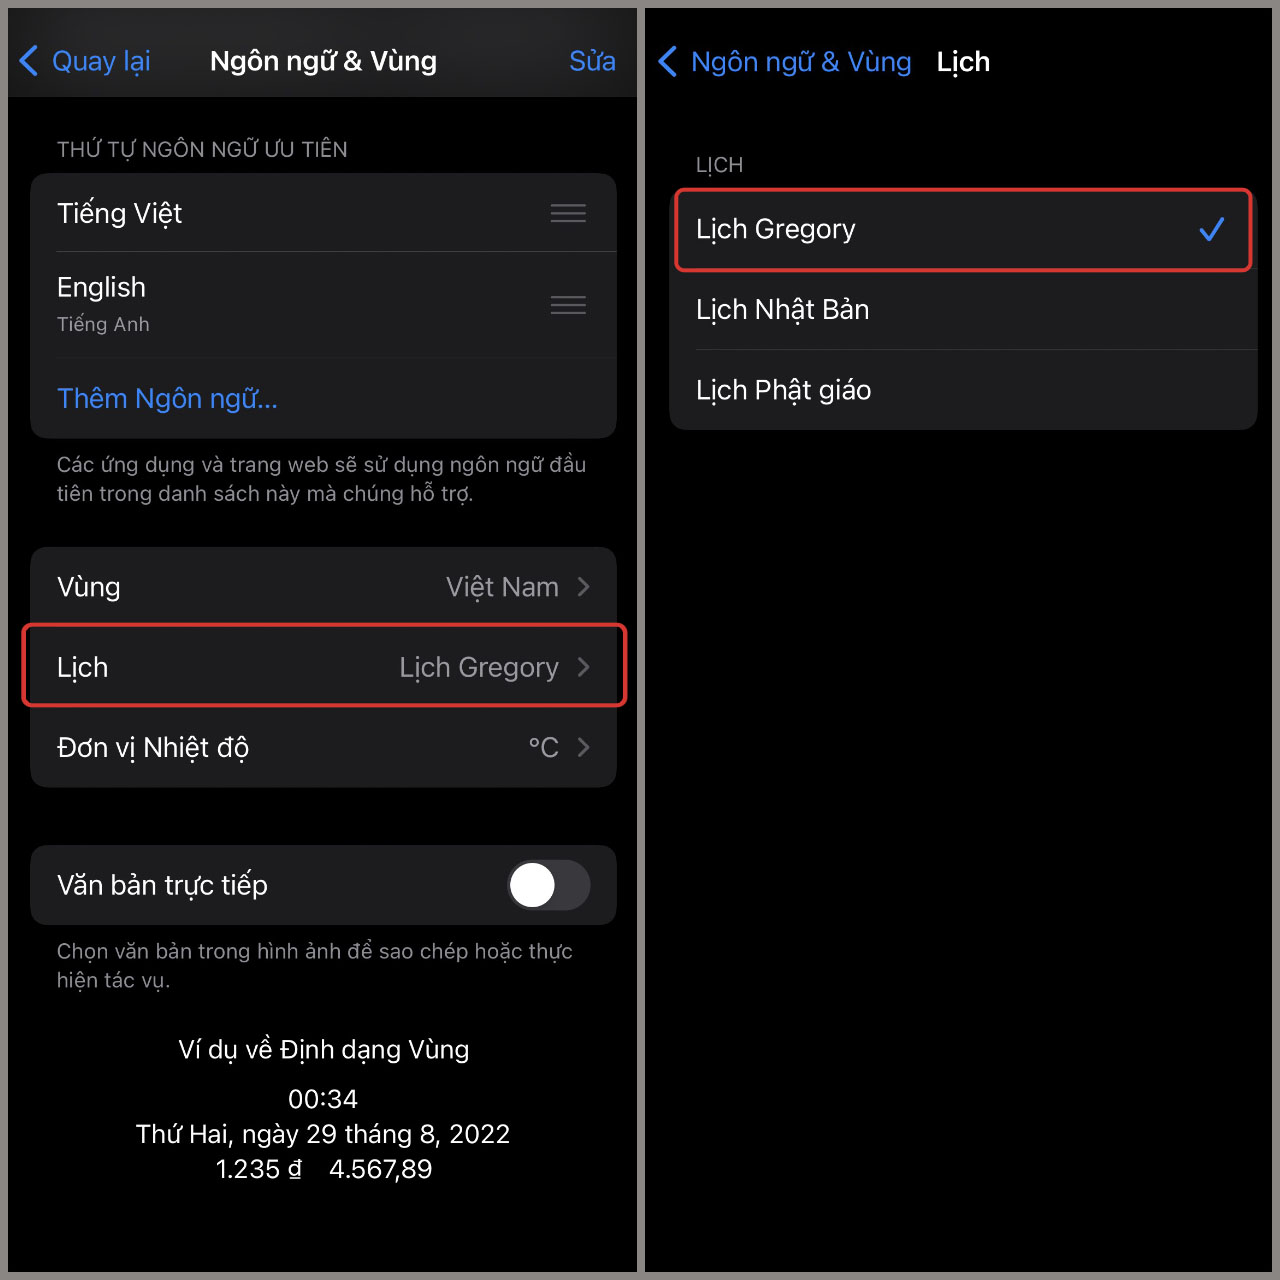 Quay lại
Ngôn ngữ & Vùng
Sửa
THỨ TỰ NGÔN NGỮ ƯU TIÊN
Tiếng Việt
English
Tiếng Anh
Thêm Ngôn ngữ...
Các ứng dụng và trang web sẽ sử dụng ngôn ngữ đầu
tiên trong danh sách này mà chúng hỗ trợ.
Vùng Việt Nam
Lịch Lịch Gregory
Đơn vị Nhiệt độ °C
Văn bản trực tiếp
Chọn văn bản trong hình ảnh để sao chép hoặc thực
hiện tác vụ.
Ví dụ về Định dạng Vùng
00:34
Thứ Hai, ngày 29 tháng 8, 2022
1.235 ₫ 4.567,89
Ngôn ngữ & Vùng
Lịch
LỊCH
Lịch Gregory
Lịch Nhật Bản
Lịch Phật giáo